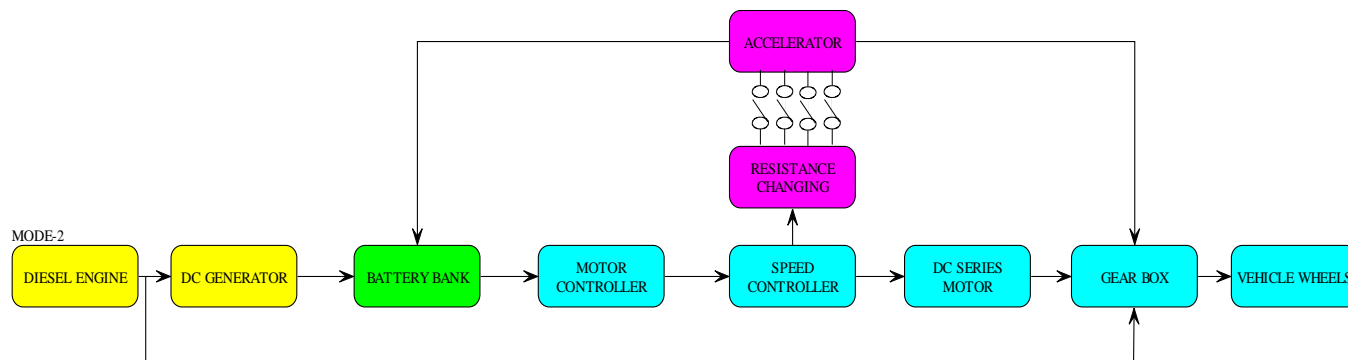 ACCELERATOR
RESISTANCE
CHANGING
MODE-2
DIESEL ENGINE
DC GENERATOR
BATTERY BANK
MOTOR
CONTROLLER
SPEED
CONTROLLER
DC SERIES
MOTOR
GEAR BOX
VEHICLE WHEELS